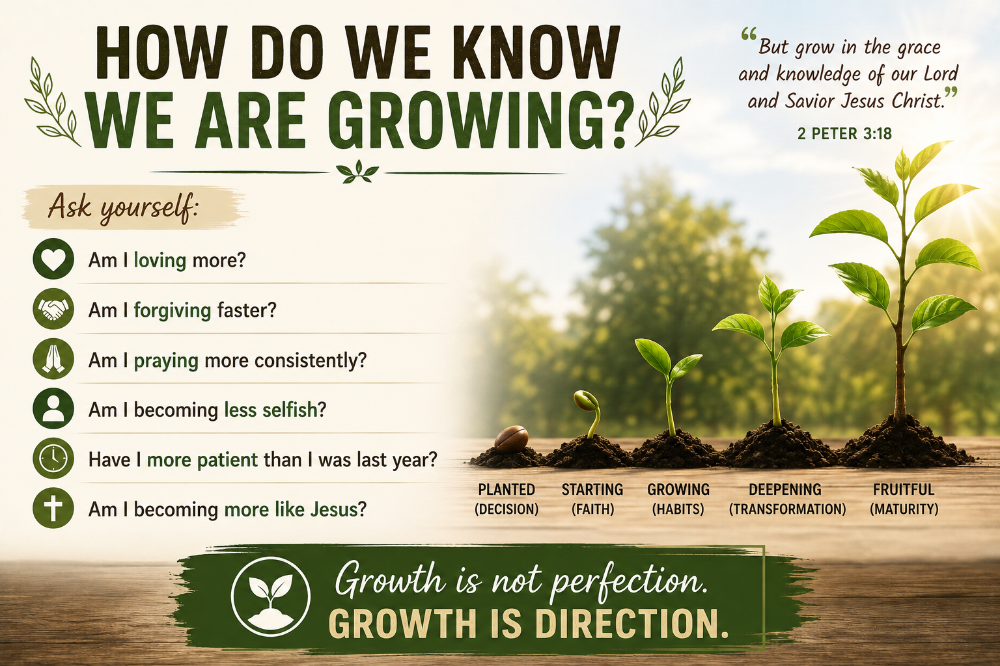 HOW DO WE KNOW
WE ARE GROWING?
“But grow in the grace
and knowledge of our Lord
and Savior Jesus Christ.”
2 PETER 3:18
Ask yourself:
Am I loving more?
Am I forgiving faster?
Am I praying more consistently?
Am I becoming less selfish?
Have I more patient than I was last year?
Am I becoming more like Jesus?
PLANTED
(DECISION)
STARTING
(FAITH)
GROWING
(HABITS)
DEEPENING
(TRANSFORMATION)
FRUITFUL
(MATURITY)
Growth is not perfection.
GROWTH IS DIRECTION.